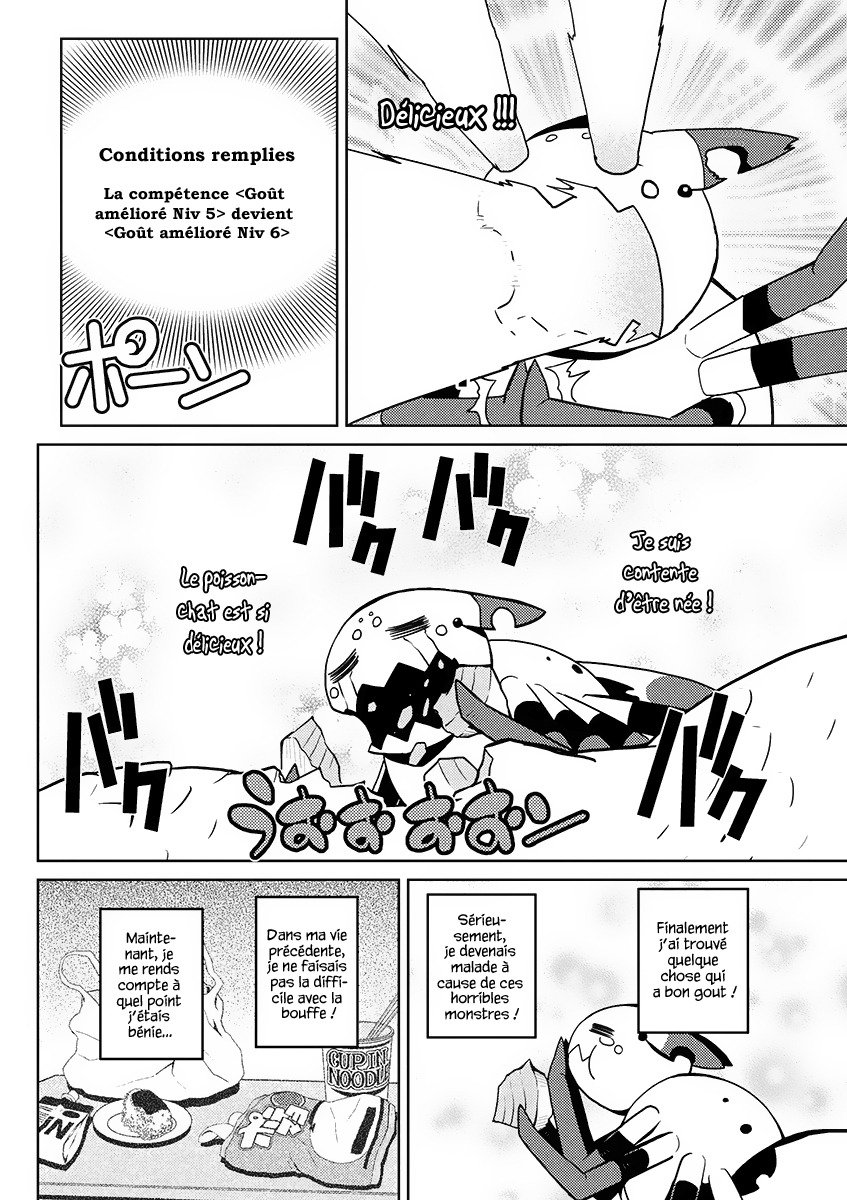 Délicieux !!!
Conditions remplies
La compétence <Goût
amélioré Niv 5> devient
<Goût amélioré Niv 6>
ポーン
バク
バク
Je suis
contente
d'être née !
Le poisson-
chat est si
délicieux !
バク
バク
うおおおおン
Finalement
j'ai trouvé
quelque
chose qui
a bon gout !
Sérieu-
sement,
je devenais
malade à
cause de ces
horribles
monstres !
Dans ma vie
précédente,
je ne faisais
pas la diffi-
cile avec la
bouffe !
Mainte-
nant, je
me rends
compte à
quel point
j'étais
bénie...
CUP IN
NOODL